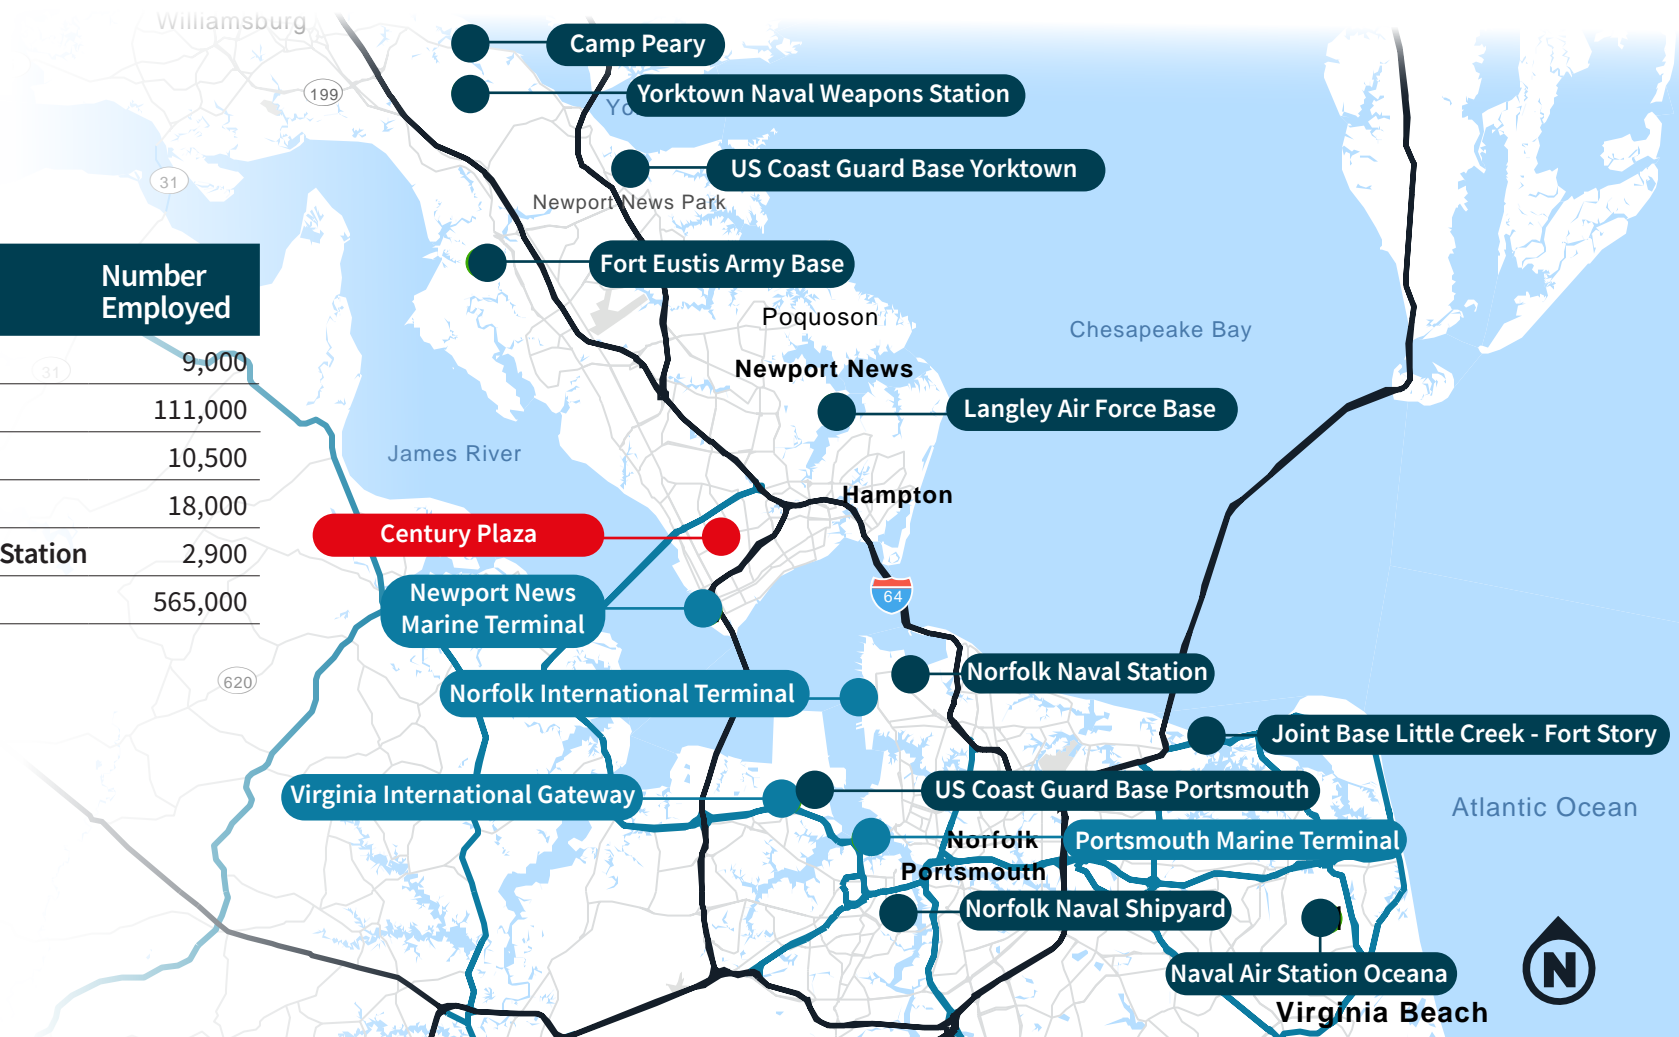 Williamsburg
Camp Peary
199
Yorktown Naval Weapons Station
Yo
31
US Coast Guard Base Yorktown
Newport News Park
Number
Employed
Fort Eustis Army Base
Poquoson
Chesapeake Bay
9,000
31
Newport News
111,000
Langley Air Force Base
James River
10,500
Hampton
18,000
Century Plaza
Station 2,900
Newport News
Marine Terminal
64
565,000
Norfolk Naval Station
620
Norfolk International Terminal
Joint Base Little Creek - Fort Story
Virginia International Gateway
US Coast Guard Base Portsmouth
Atlantic Ocean
Norfolk
Portsmouth Marine Terminal
Portsmouth
Norfolk Naval Shipyard
Naval Air Station Oceana
N
Virginia Beach